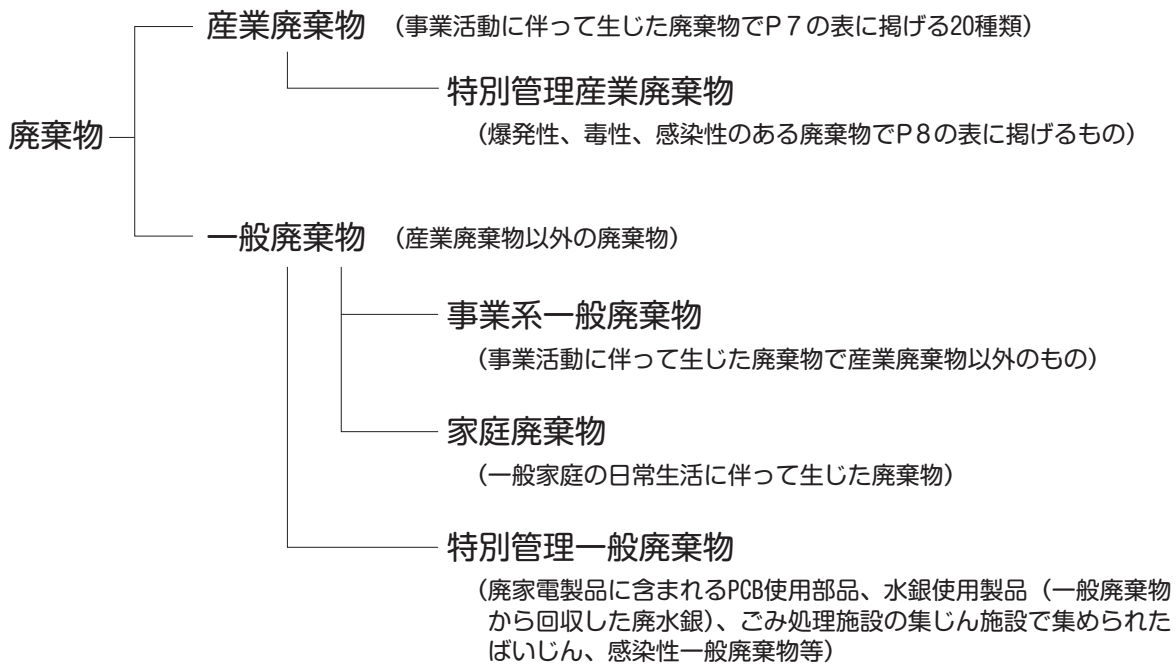 産業廃棄物 （事業活動に伴って生じた廃棄物でP７の表に掲げる20種類）
特別管理産業廃棄物
（爆発性、毒性、感染性のある廃棄物でP８の表に掲げるもの）
廃棄物
一般廃棄物 （産業廃棄物以外の廃棄物）
事業系一般廃棄物
（事業活動に伴って生じた廃棄物で産業廃棄物以外のもの）
家庭廃棄物
（一般家庭の日常生活に伴って生じた廃棄物）
特別管理一般廃棄物
（廃家電製品に含まれるPCB使用部品、水銀使用製品（一般廃棄物
から回収した廃水銀）、ごみ処理施設の集じん施設で集められた
ばいじん、感染性一般廃棄物等）